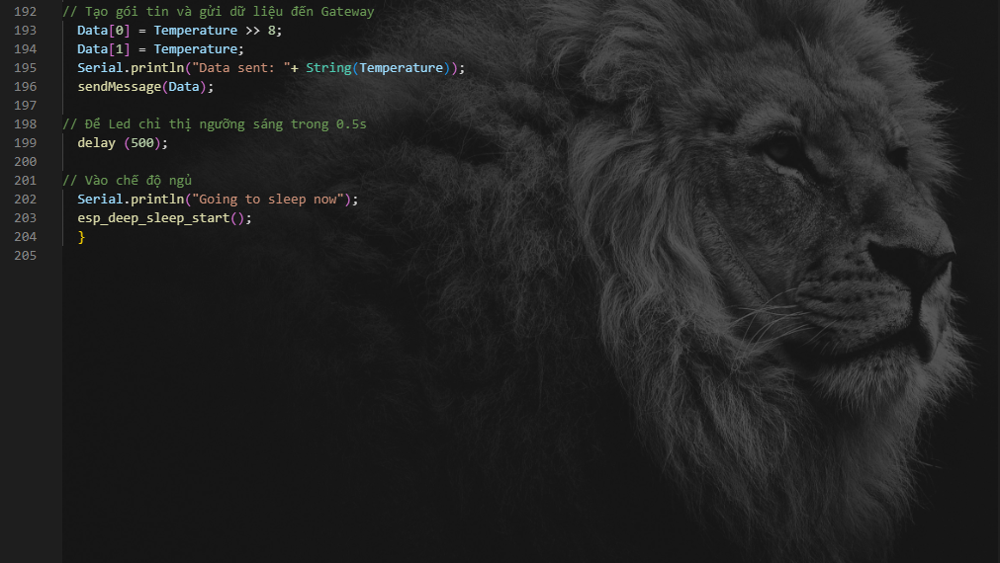 192 // Tạo gói tin và gửi dữ liệu đến Gateway
193 Data[0] = Temperature >> 8;
194 Data[1] = Temperature;
195 Serial.println("Data sent: "+ String(Temperature));
196 sendMessage(Data);
197
198 // Để Led chỉ thị ngưỡng sáng trong 0.5s
199 delay (500);
200
201 // Vào chế độ ngủ
202 Serial.println("Going to sleep now");
203 esp_deep_sleep_start();
204 }
205